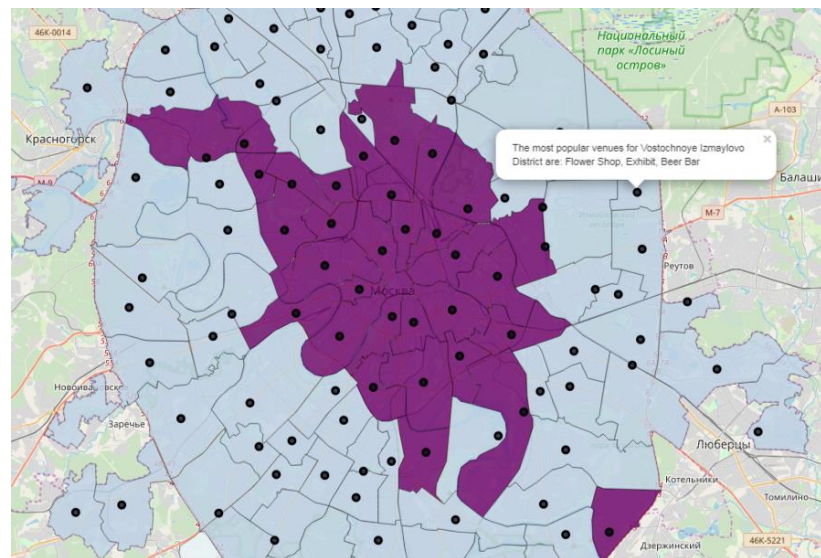 46К-0014
Национальный
парк «Лосиный
остров»
А-103
Красногорск
The most popular venues for Vostochnoye Izmaylovo
District are: Flower Shop, Exhibit, Beer Bar
×
М-9
Балаши
М-7
Реутов
Москва
Новоивановское
Заречье
Люберцы
Котельники
Томилино
Дзержинский
46К-5221